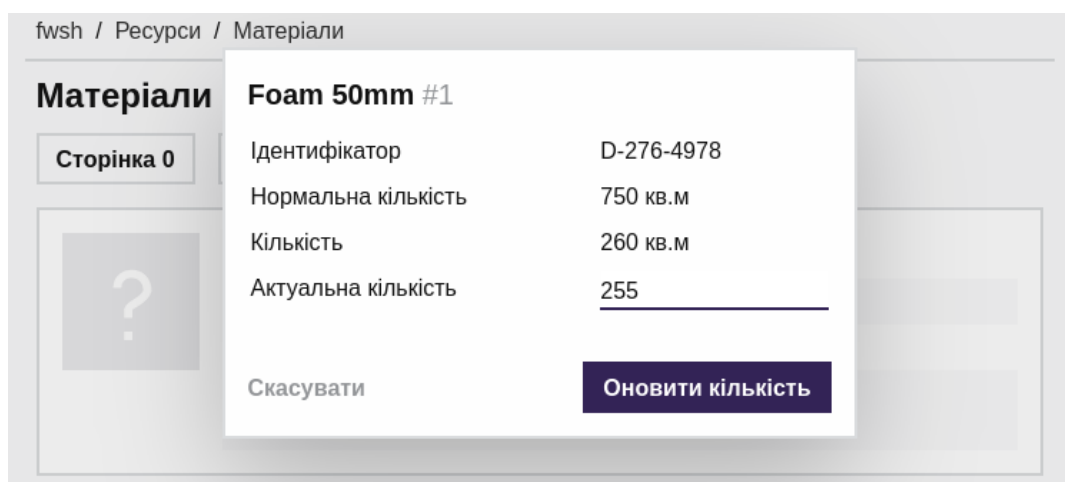 fwsh / Ресурси / Матеріали
Матеріали
Сторінка 0
Foam 50mm #1
Ідентифікатор D-276-4978
Нормальна кількість 750 кв.м
Кількість 260 кв.м
Актуальна кількість 255
Скасувати Оновити кількість
?